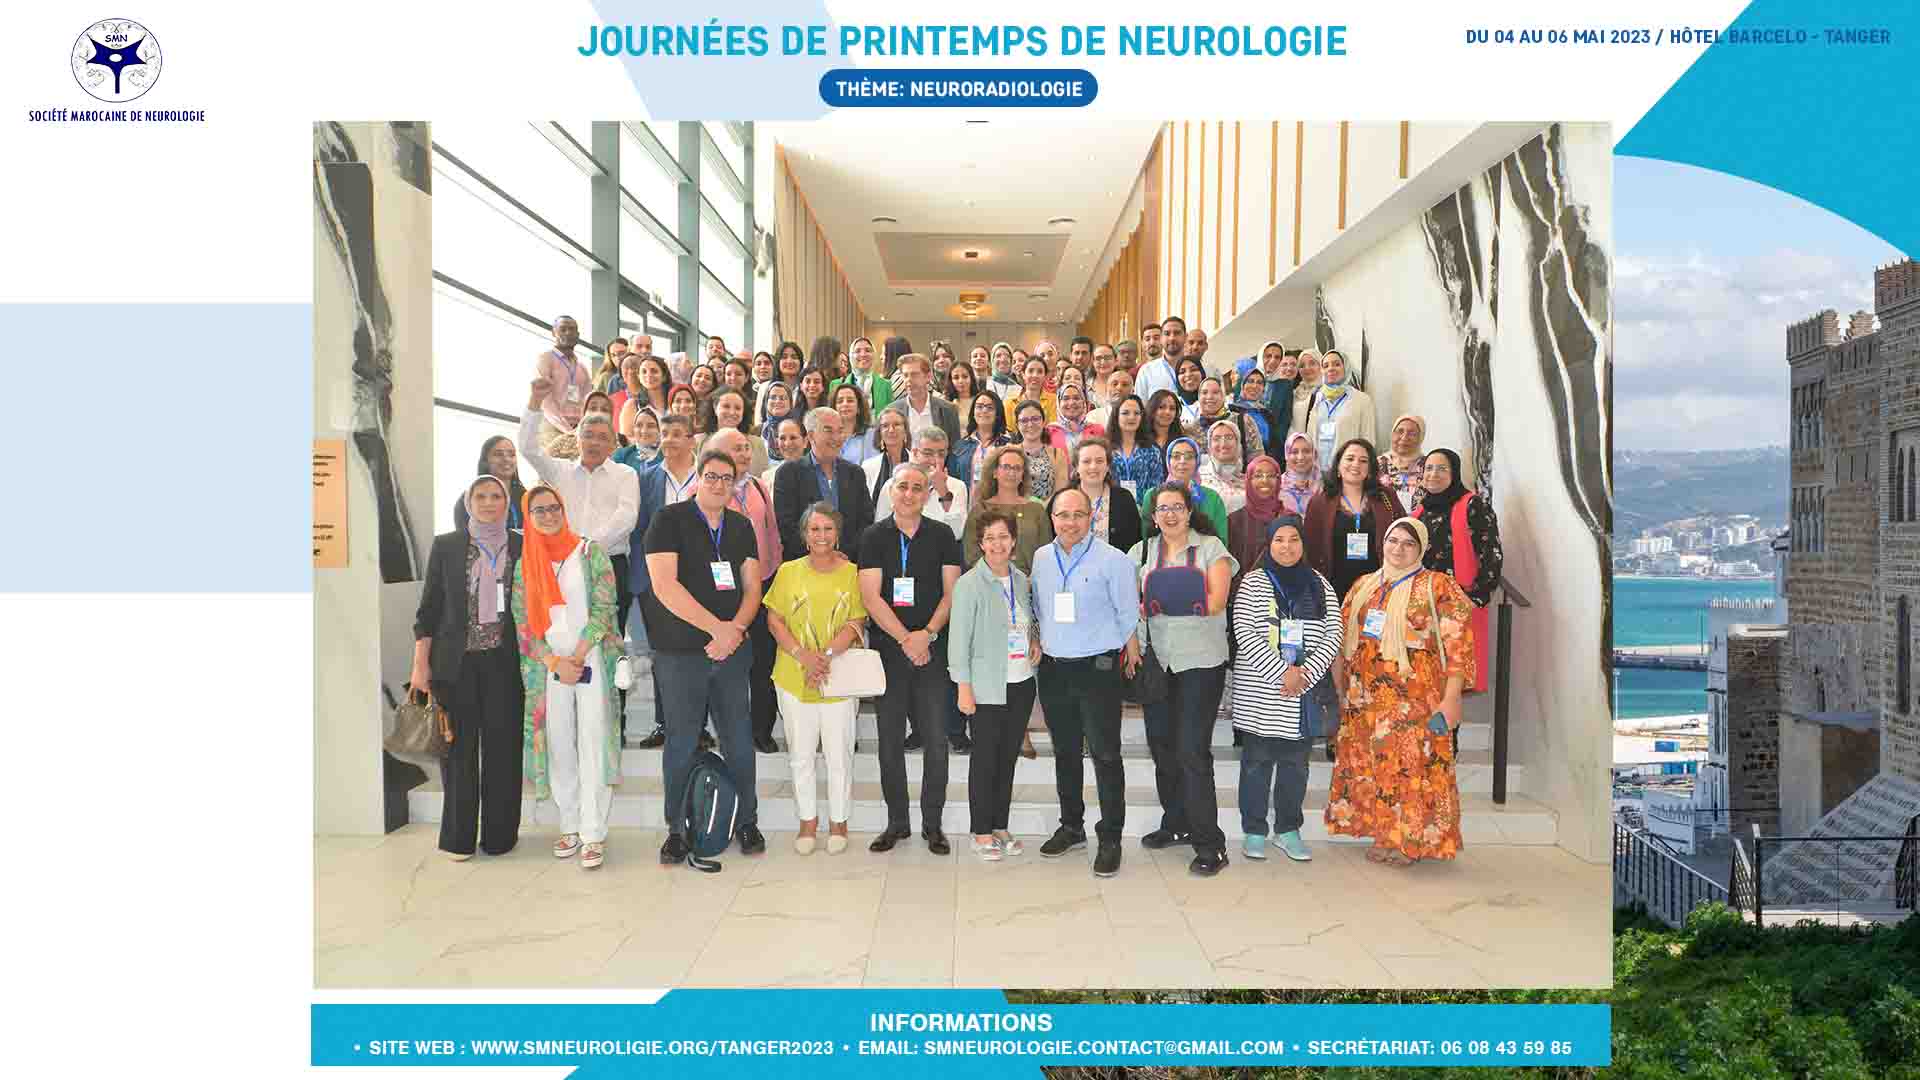 SMN
SOCIÉTÉ MAROCAINE DE NEUROLOGIE
JOURNÉES DE PRINTEMPS DE NEUROLOGIE
THÈME: NEURORADIOLOGIE
DU 04 AU 06 MAI 2023 / HÔTEL BARCELO - TANGER
INFORMATIONS
• SITE WEB : WWW.SMNEUROLIGIE.ORG/TANGER2023 • EMAIL: SMNEUROLOGIE.CONTACT@GMAIL.COM • SECRÉTARIAT: 06 08 43 59 85